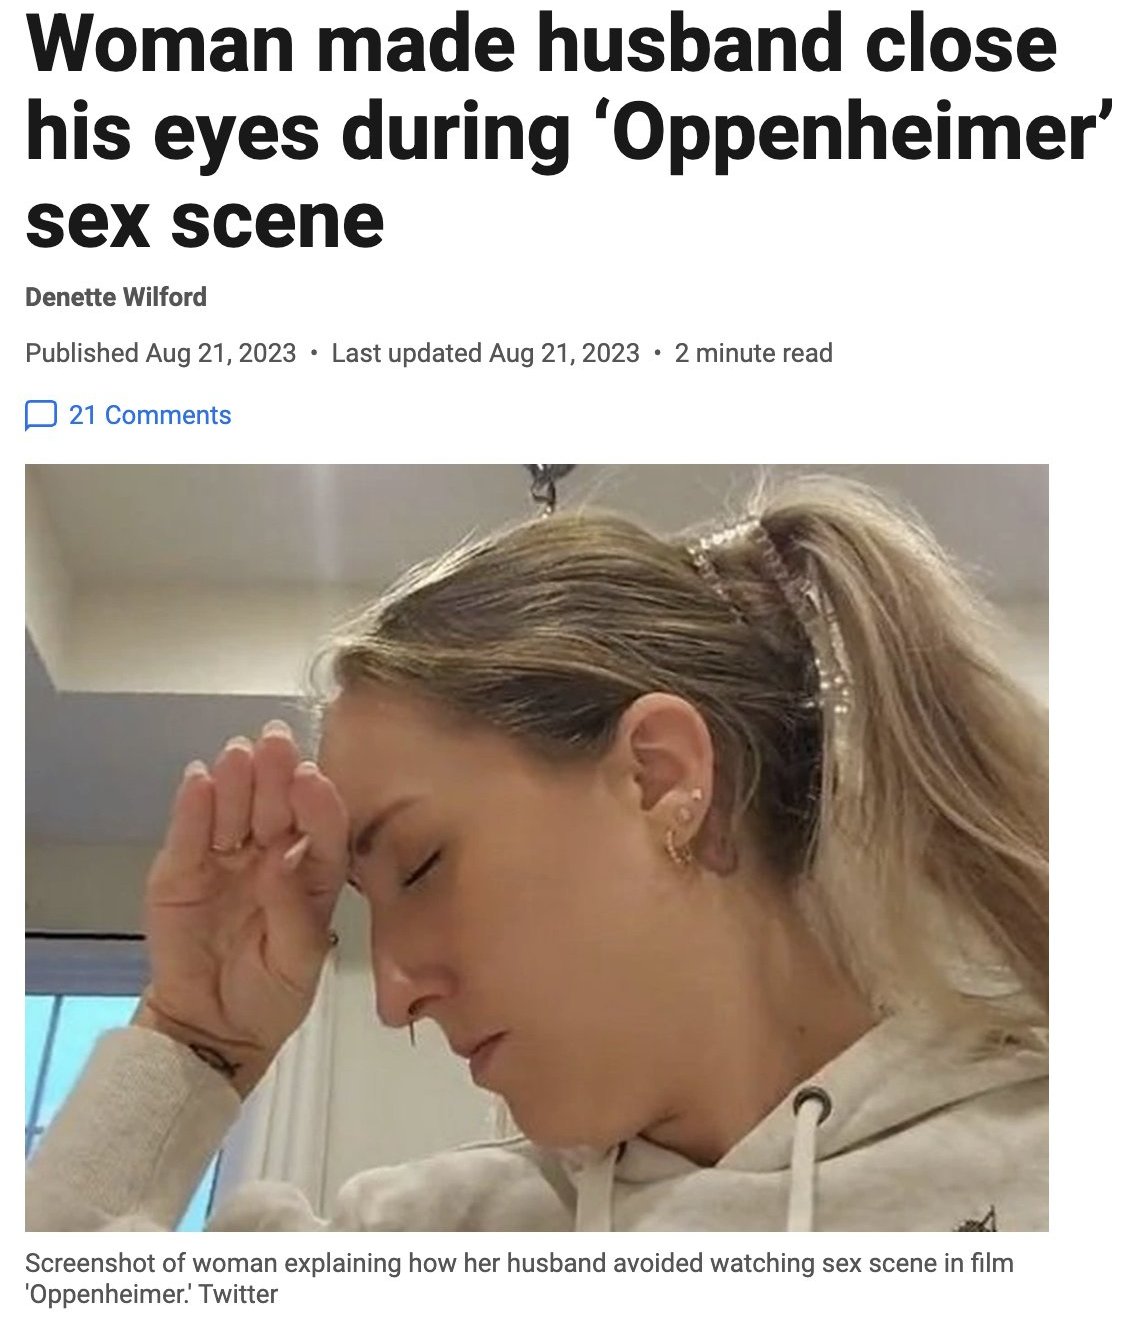 Woman made husband close
his eyes during ‘Oppenheimer’
sex scene
Denette Wilford
Published Aug 21, 2023 • Last updated Aug 21, 2023 • 2 minute read
21 Comments
Screenshot of woman explaining how her husband avoided watching sex scene in film
'Oppenheimer.' Twitter